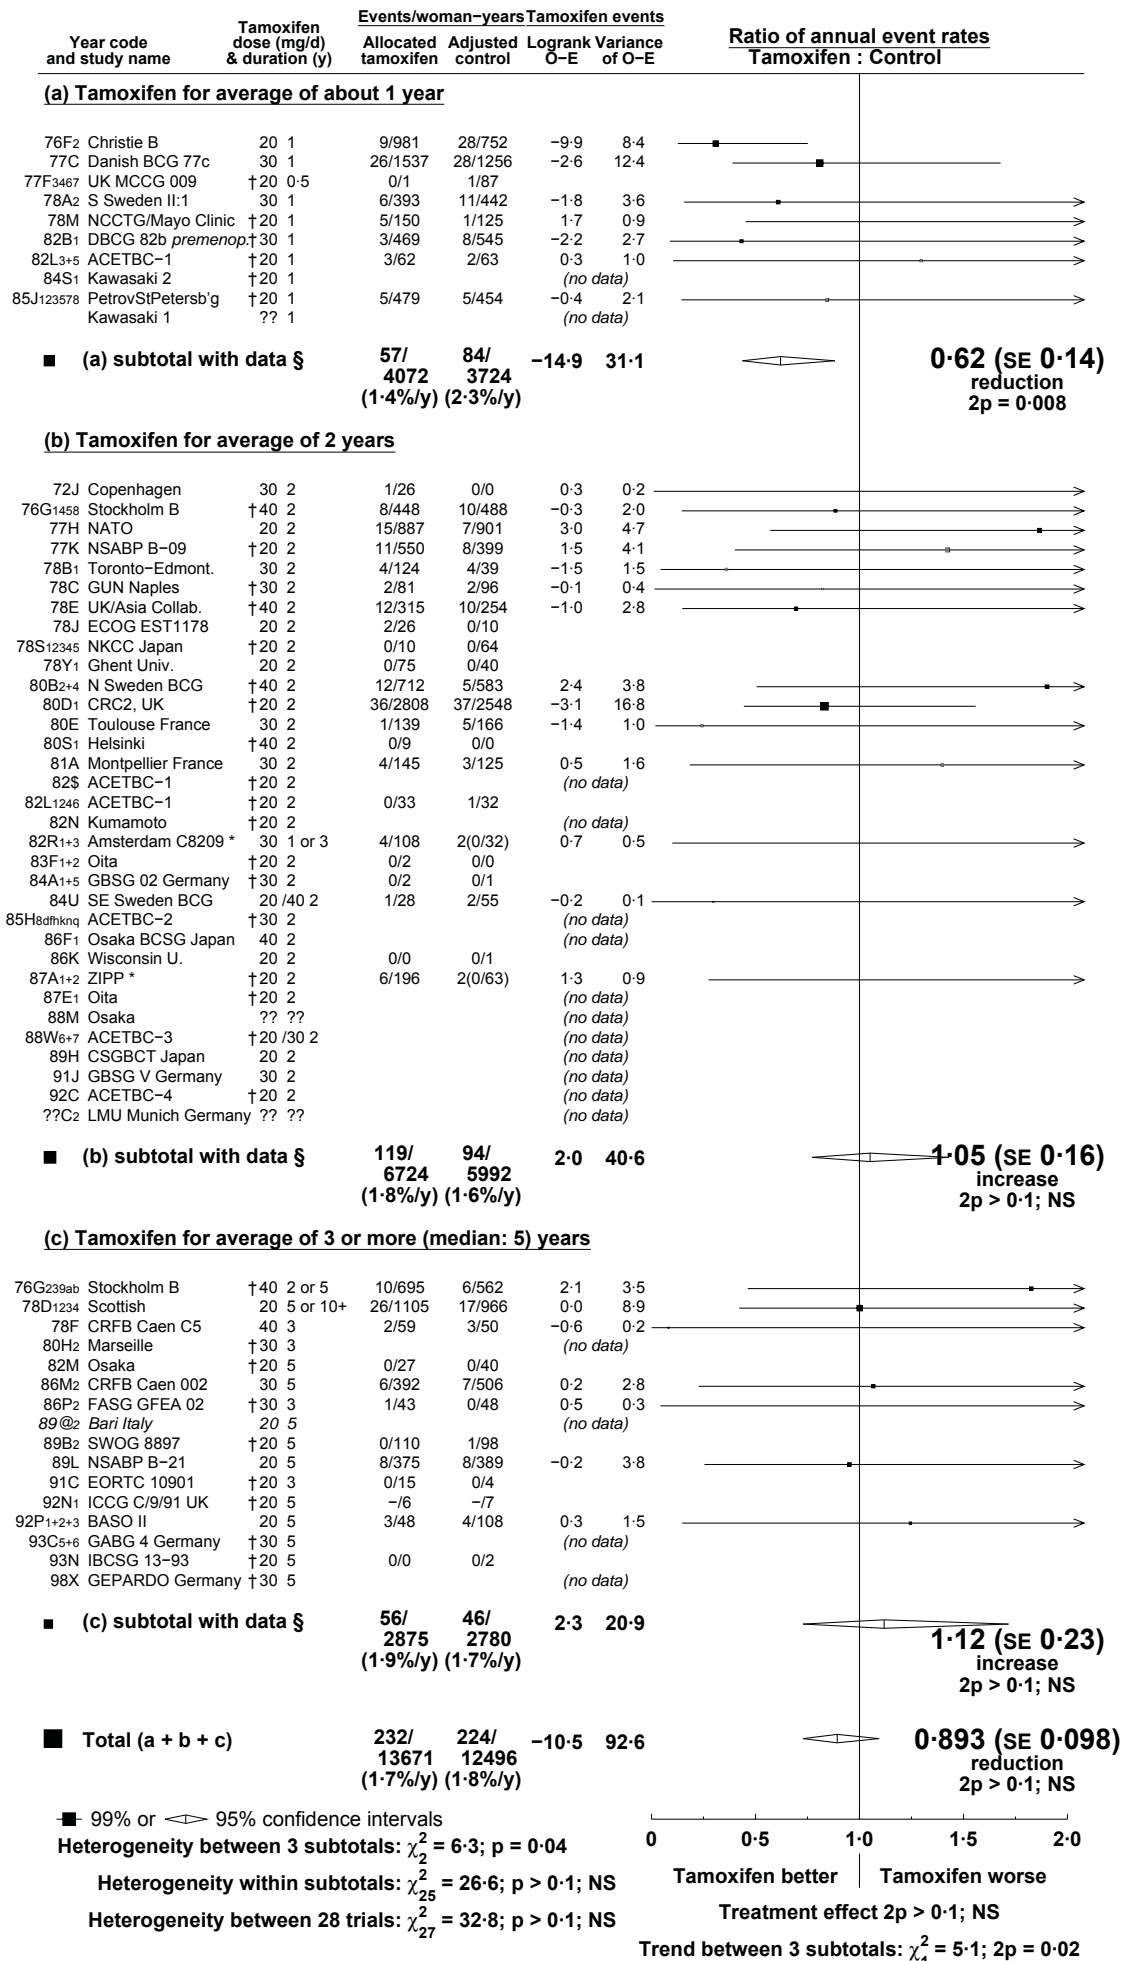 Events/woman−years Tamoxifen events
Year code and study name
Tamoxifen dose (mg/d) & duration (y)
Allocated tamoxifen
Adjusted control
Logrank O−E
Variance of O−E
Ratio of annual event rates
Tamoxifen : Control
(a) Tamoxifen for average of about 1 year
76F2 Christie B 20 1 9/981 28/752 −9·9 8·4
77C Danish BCG 77c 30 1 26/1537 28/1256 −2·6 12·4
77F3467 UK MCCG 009 †20 0·5 0/1 1/87
78A2 S Sweden II:1 30 1 6/393 11/442 −1·8 3·6
78M NCCTG/Mayo Clinic †20 1 5/150 1/125 1·7 0·9
82B1 DBCG 82b premenop.†30 1 3/469 8/545 −2·2 2·7
82L3+5 ACETBC−1 †20 1 3/62 2/63 0·3 1·0
84S1 Kawasaki 2 †20 1 (no data)
85J123578 PetrovStPetersb'g †20 1 5/479 5/454 −0·4 2·1
Kawasaki 1 ?? 1 (no data)
■ (a) subtotal with data § 57/ 84/ −14·9 31·1 0·62 (SE 0·14)
4072 3724 reduction
(1·4%/y) (2·3%/y) 2p = 0·008
(b) Tamoxifen for average of 2 years
72J Copenhagen 30 2 1/26 0/0 0·3 0·2
76G1458 Stockholm B †40 2 8/448 10/488 −0·3 2·0
77H NATO 20 2 15/887 7/901 3·0 4·7
77K NSABP B−09 †20 2 11/550 8/399 1·5 4·1
78B1 Toronto−Edmont. 30 2 4/124 4/39 −1·5 1·5
78C GUN Naples †30 2 2/81 2/96 −0·1 0·4
78E UK/Asia Collab. †40 2 12/315 10/254 −1·0 2·8
78J ECOG EST1178 20 2 2/26 0/10
78S12345 NKCC Japan †20 2 0/10 0/64
78Y1 Ghent Univ. 20 2 0/75 0/40
80B2+4 N Sweden BCG †40 2 12/712 5/583 2·4 3·8
80D1 CRC2, UK †20 2 36/2808 37/2548 −3·1 16·8
80E Toulouse France 30 2 1/139 5/166 −1·4 1·0
80S1 Helsinki †40 2 0/9 0/0
81A Montpellier France 30 2 4/145 3/125 0·5 1·6
82$ ACETBC−1 †20 2 (no data)
82L1246 ACETBC−1 †20 2 0/33 1/32
82N Kumamoto †20 2 (no data)
82R1+3 Amsterdam C8209 * 30 1 or 3 4/108 2(0/32) 0·7 0·5
83F1+2 Oita †20 2 0/2 0/0
84A1+5 GBSG 02 Germany †30 2 0/2 0/1
84U SE Sweden BCG 20 /40 2 1/28 2/55 −0·2 0·1
85H8dfhknq ACETBC−2 †30 2 (no data)
86F1 Osaka BCSG Japan 40 2 (no data)
86K Wisconsin U. 20 2 0/0 0/1
87A1+2 ZIPP * †20 2 6/196 2(0/63) 1·3 0·9
87E1 Oita †20 2 (no data)
88M Osaka ?? ?? (no data)
88W6+7 ACETBC−3 †20 /30 2 (no data)
89H CSGBCT Japan 20 2 (no data)
91J GBSG V Germany 30 2 (no data)
92C ACETBC−4 †20 2 (no data)
??C2 LMU Munich Germany ?? ?? (no data)
■ (b) subtotal with data § 119/ 94/ 2·0 40·6 1·05 (SE 0·16)
6724 5992 increase
(1·8%/y) (1·6%/y) 2p > 0·1; NS
(c) Tamoxifen for average of 3 or more (median: 5) years
76G239ab Stockholm B †40 2 or 5 10/695 6/562 2·1 3·5
78D1234 Scottish 20 5 or 10+ 26/1105 17/966 0·0 8·9
78F CRFB Caen C5 40 3 2/59 3/50 −0·6 0·2
80H2 Marseille †30 3 (no data)
82M Osaka †20 5 0/27 0/40
86M2 CRFB Caen 002 30 5 6/392 7/506 0·2 2·8
86P2 FASG GFEA 02 †30 3 1/43 0/48 0·5 0·3
89@2 Bari Italy 20 5 (no data)
89B2 SWOG 8897 †20 5 0/110 1/98
89L NSABP B−21 20 5 8/375 8/389 −0·2 3·8
91C EORTC 10901 †20 3 0/15 0/4
92N1 ICCG C/9/91 UK †20 5 −/6 −/7
92P1+2+3 BASO II 20 5 3/48 4/108 0·3 1·5
93C5+6 GABG 4 Germany †30 5 (no data)
93N IBCSG 13−93 †20 5 0/0 0/2
98X GEPARDO Germany †30 5 (no data)
■ (c) subtotal with data § 56/ 46/ 2·3 20·9 1·12 (SE 0·23)
2875 2780 increase
(1·9%/y) (1·7%/y) 2p > 0·1; NS
■ Total (a + b + c) 232/ 224/ −10·5 92·6 0·893 (SE 0·098)
13671 12496 reduction
(1·7%/y) (1·8%/y) 2p > 0·1; NS
99% or 95% confidence intervals
0 0·5 1·0 1·5 2·0
Heterogeneity between 3 subtotals: χ²₂ = 6·3; p = 0·04
Tamoxifen better Tamoxifen worse
Heterogeneity within subtotals: χ²₂₅ = 26·6; p > 0·1; NS
Heterogeneity between 28 trials: χ²₂₇ = 32·8; p > 0·1; NS
Treatment effect 2p > 0·1; NS
Trend between 3 subtotals: χ²₁ = 5·1; 2p = 0·02